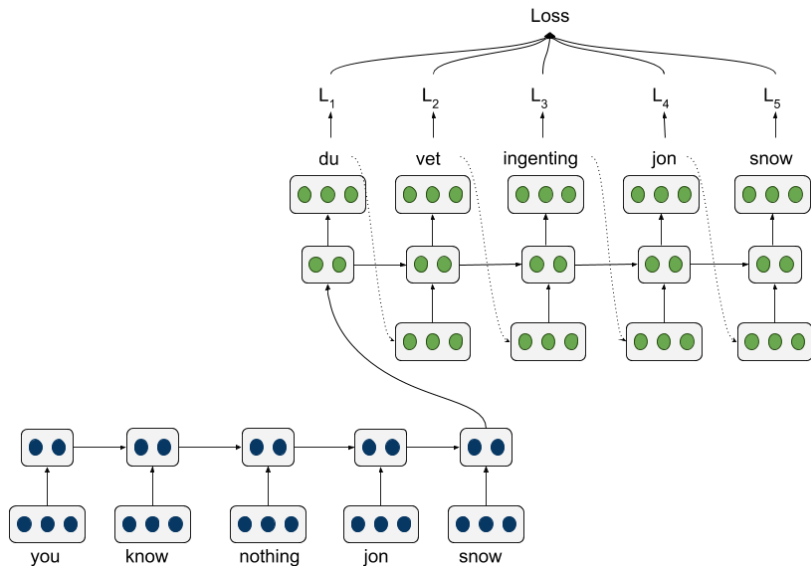 Loss
L₁ L₂ L₃ L₄ L₅
du vet ingenting jon snow
you know nothing jon snow